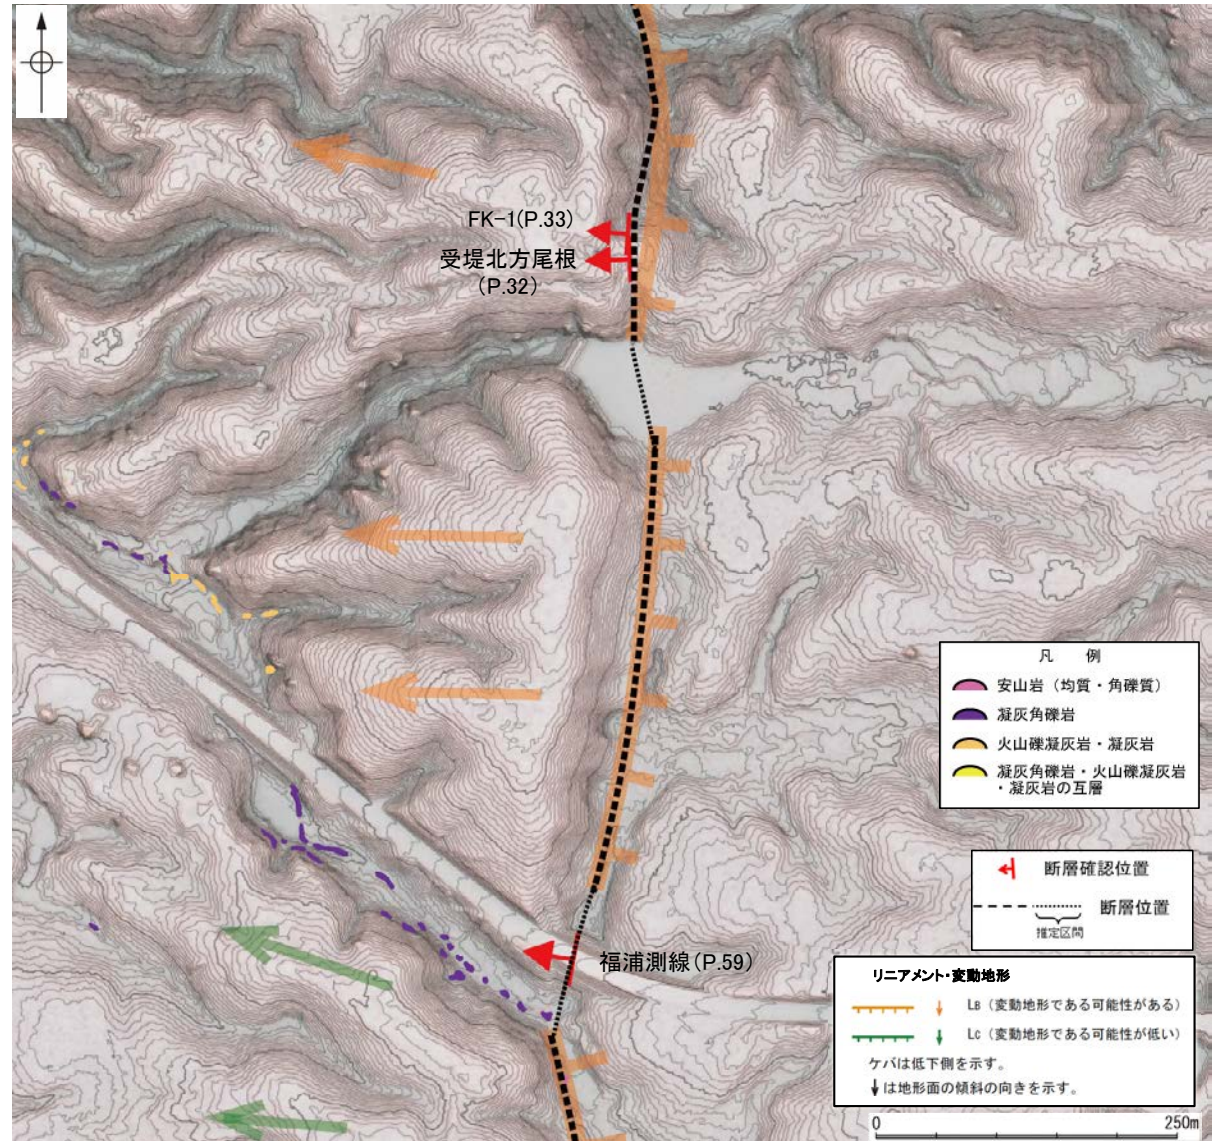 FK-1(P.33)
受堤北方尾根
(P.32)
福浦測線(P.59)
凡 例
安山岩(均質・角礫質)
凝灰角礫岩
火山礫凝灰岩・凝灰岩
凝灰角礫岩・火山礫凝灰岩
・凝灰岩の互層
断層確認位置
断層位置
推定区間
リニアメント・変動地形
LB(変動地形である可能性がある)
LC(変動地形である可能性が低い)
ケバは低下側を示す。
↓は地形面の傾斜の向きを示す。
0 250m